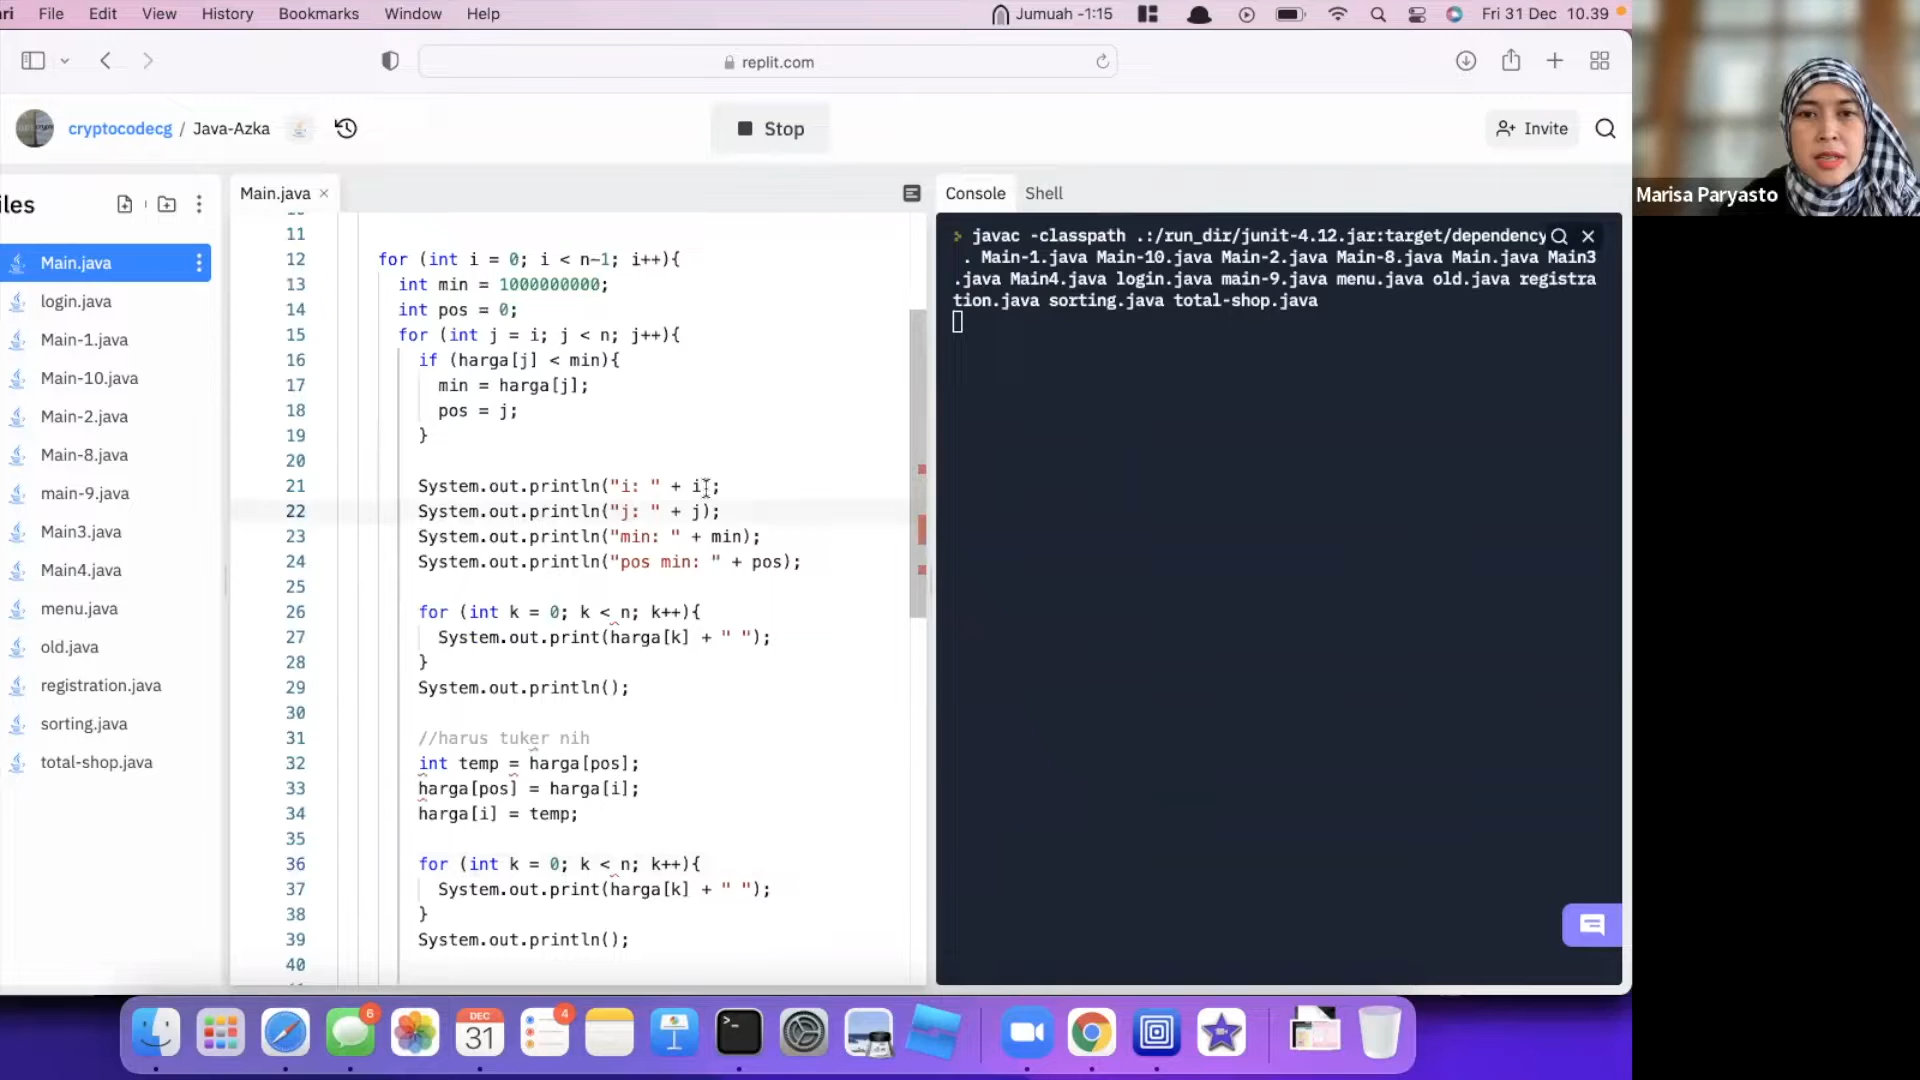 ri File Edit View History Bookmarks Window Help Jumuah -1:15 Fri 31 Dec 10.39
replit.com
cryptocodecg / Java-Azka
Stop
Invite
iles
Main.java
login.java
Main-1.java
Main-10.java
Main-2.java
Main-8.java
main-9.java
Main3.java
Main4.java
menu.java
old.java
registration.java
sorting.java
total-shop.java
Main.java ×
11
12 for (int i = 0; i < n-1; i++){
13 int min = 1000000000;
14 int pos = 0;
15 for (int j = i; j < n; j++){
16 if (harga[j] < min){
17 min = harga[j];
18 pos = j;
19 }
20
21 System.out.println("i: " + i);
22 System.out.println("j: " + j);
23 System.out.println("min: " + min);
24 System.out.println("pos min: " + pos);
25
26 for (int k = 0; k < n; k++){
27 System.out.print(harga[k] + " ");
28 }
29 System.out.println();
30
31 //harus tuker nih
32 int temp = harga[pos];
33 harga[pos] = harga[i];
34 harga[i] = temp;
35
36 for (int k = 0; k < n; k++){
37 System.out.print(harga[k] + " ");
38 }
39 System.out.println();
40
Console Shell
> javac -classpath .:/run_dir/junit-4.12.jar:target/dependency
. Main-1.java Main-10.java Main-2.java Main-8.java Main.java Main3
.java Main4.java login.java main-9.java menu.java old.java registra
tion.java sorting.java total-shop.java
Marisa Paryasto
6
DEC
31
4
>_